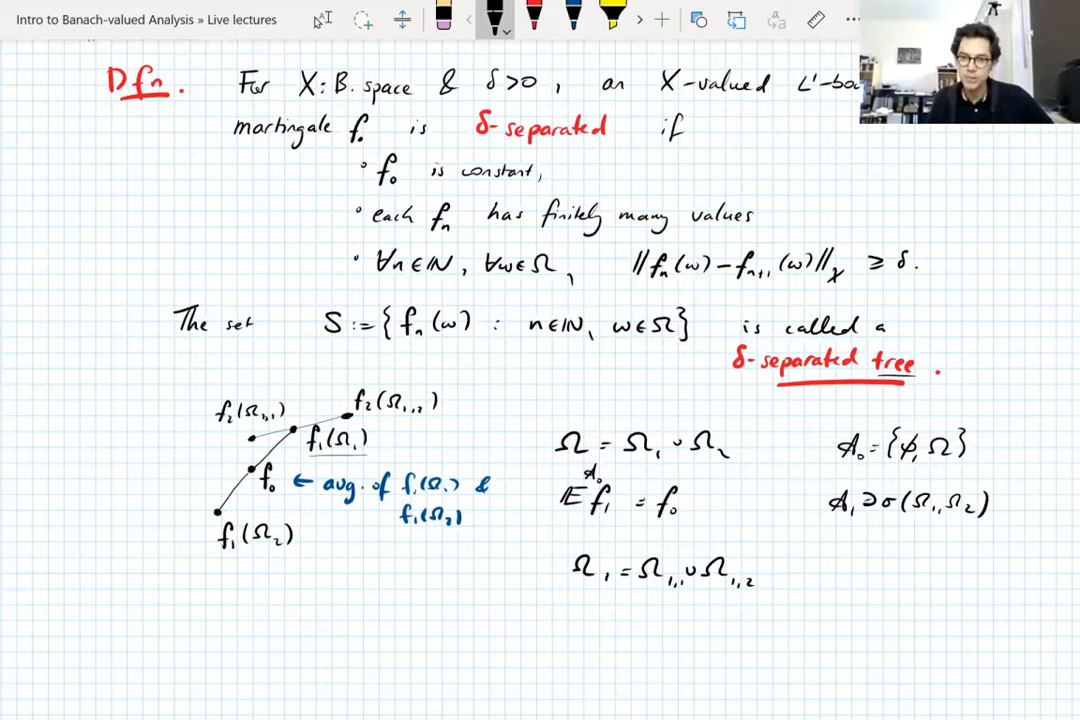 Intro to Banach-valued Analysis » Live lectures
Dfn. For X: B. space & δ>0, an X-valued L¹-bo
martingale f. is δ-separated if
• f₀ is constant,
• each fₙ has finitely many values
• ∀n∈ℕ, ∀ω∈Ω, ‖fₙ(ω) − fₙ₊₁(ω)‖_X ≥ δ.
The set S := {fₙ(ω) : n∈ℕ, ω∈Ω} is called a
δ-separated tree.
f₂(Ω₁,₁) f₂(Ω₁,₂)
f₁(Ω₁)
f₀ ← avg. of f₁(Ω₁) &
f₁(Ω₂)
f₁(Ω₂)
Ω = Ω₁ ∪ Ω₂ 𝒜₀ = {∅, Ω}
𝔼^𝒜₀ f₁ = f₀ 𝒜₁ ⊃ σ(Ω₁, Ω₂)
Ω₁ = Ω₁,₁ ∪ Ω₁,₂